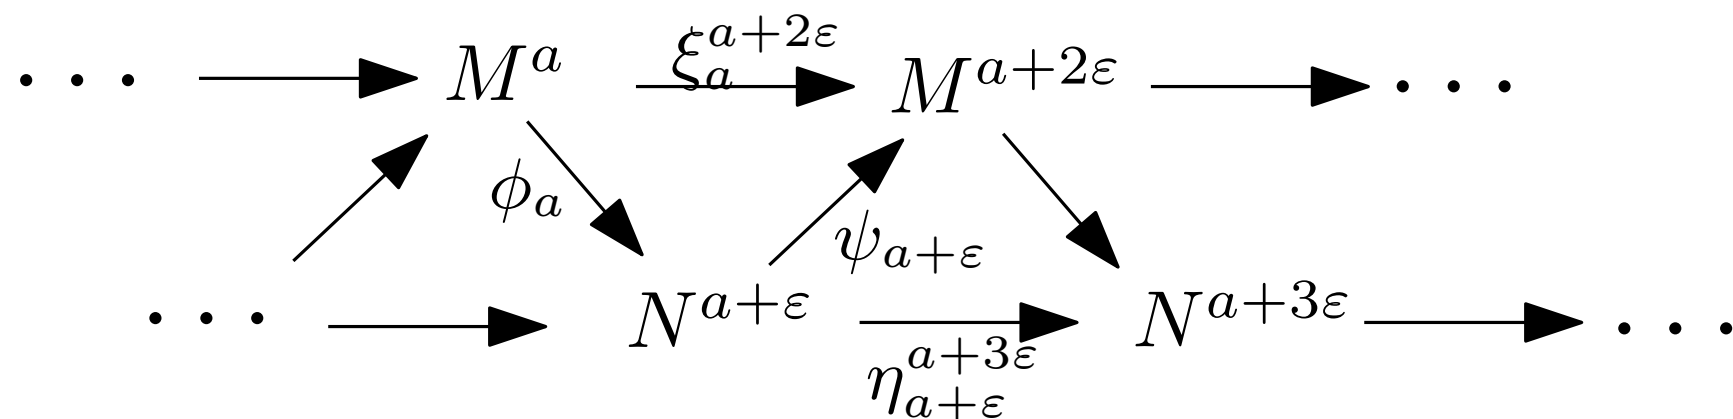 ··· M^a ξ_a^{a+2ε} M^{a+2ε} ···
ϕ_a ψ_{a+ε}
··· N^{a+ε} η_{a+ε}^{a+3ε} N^{a+3ε} ···